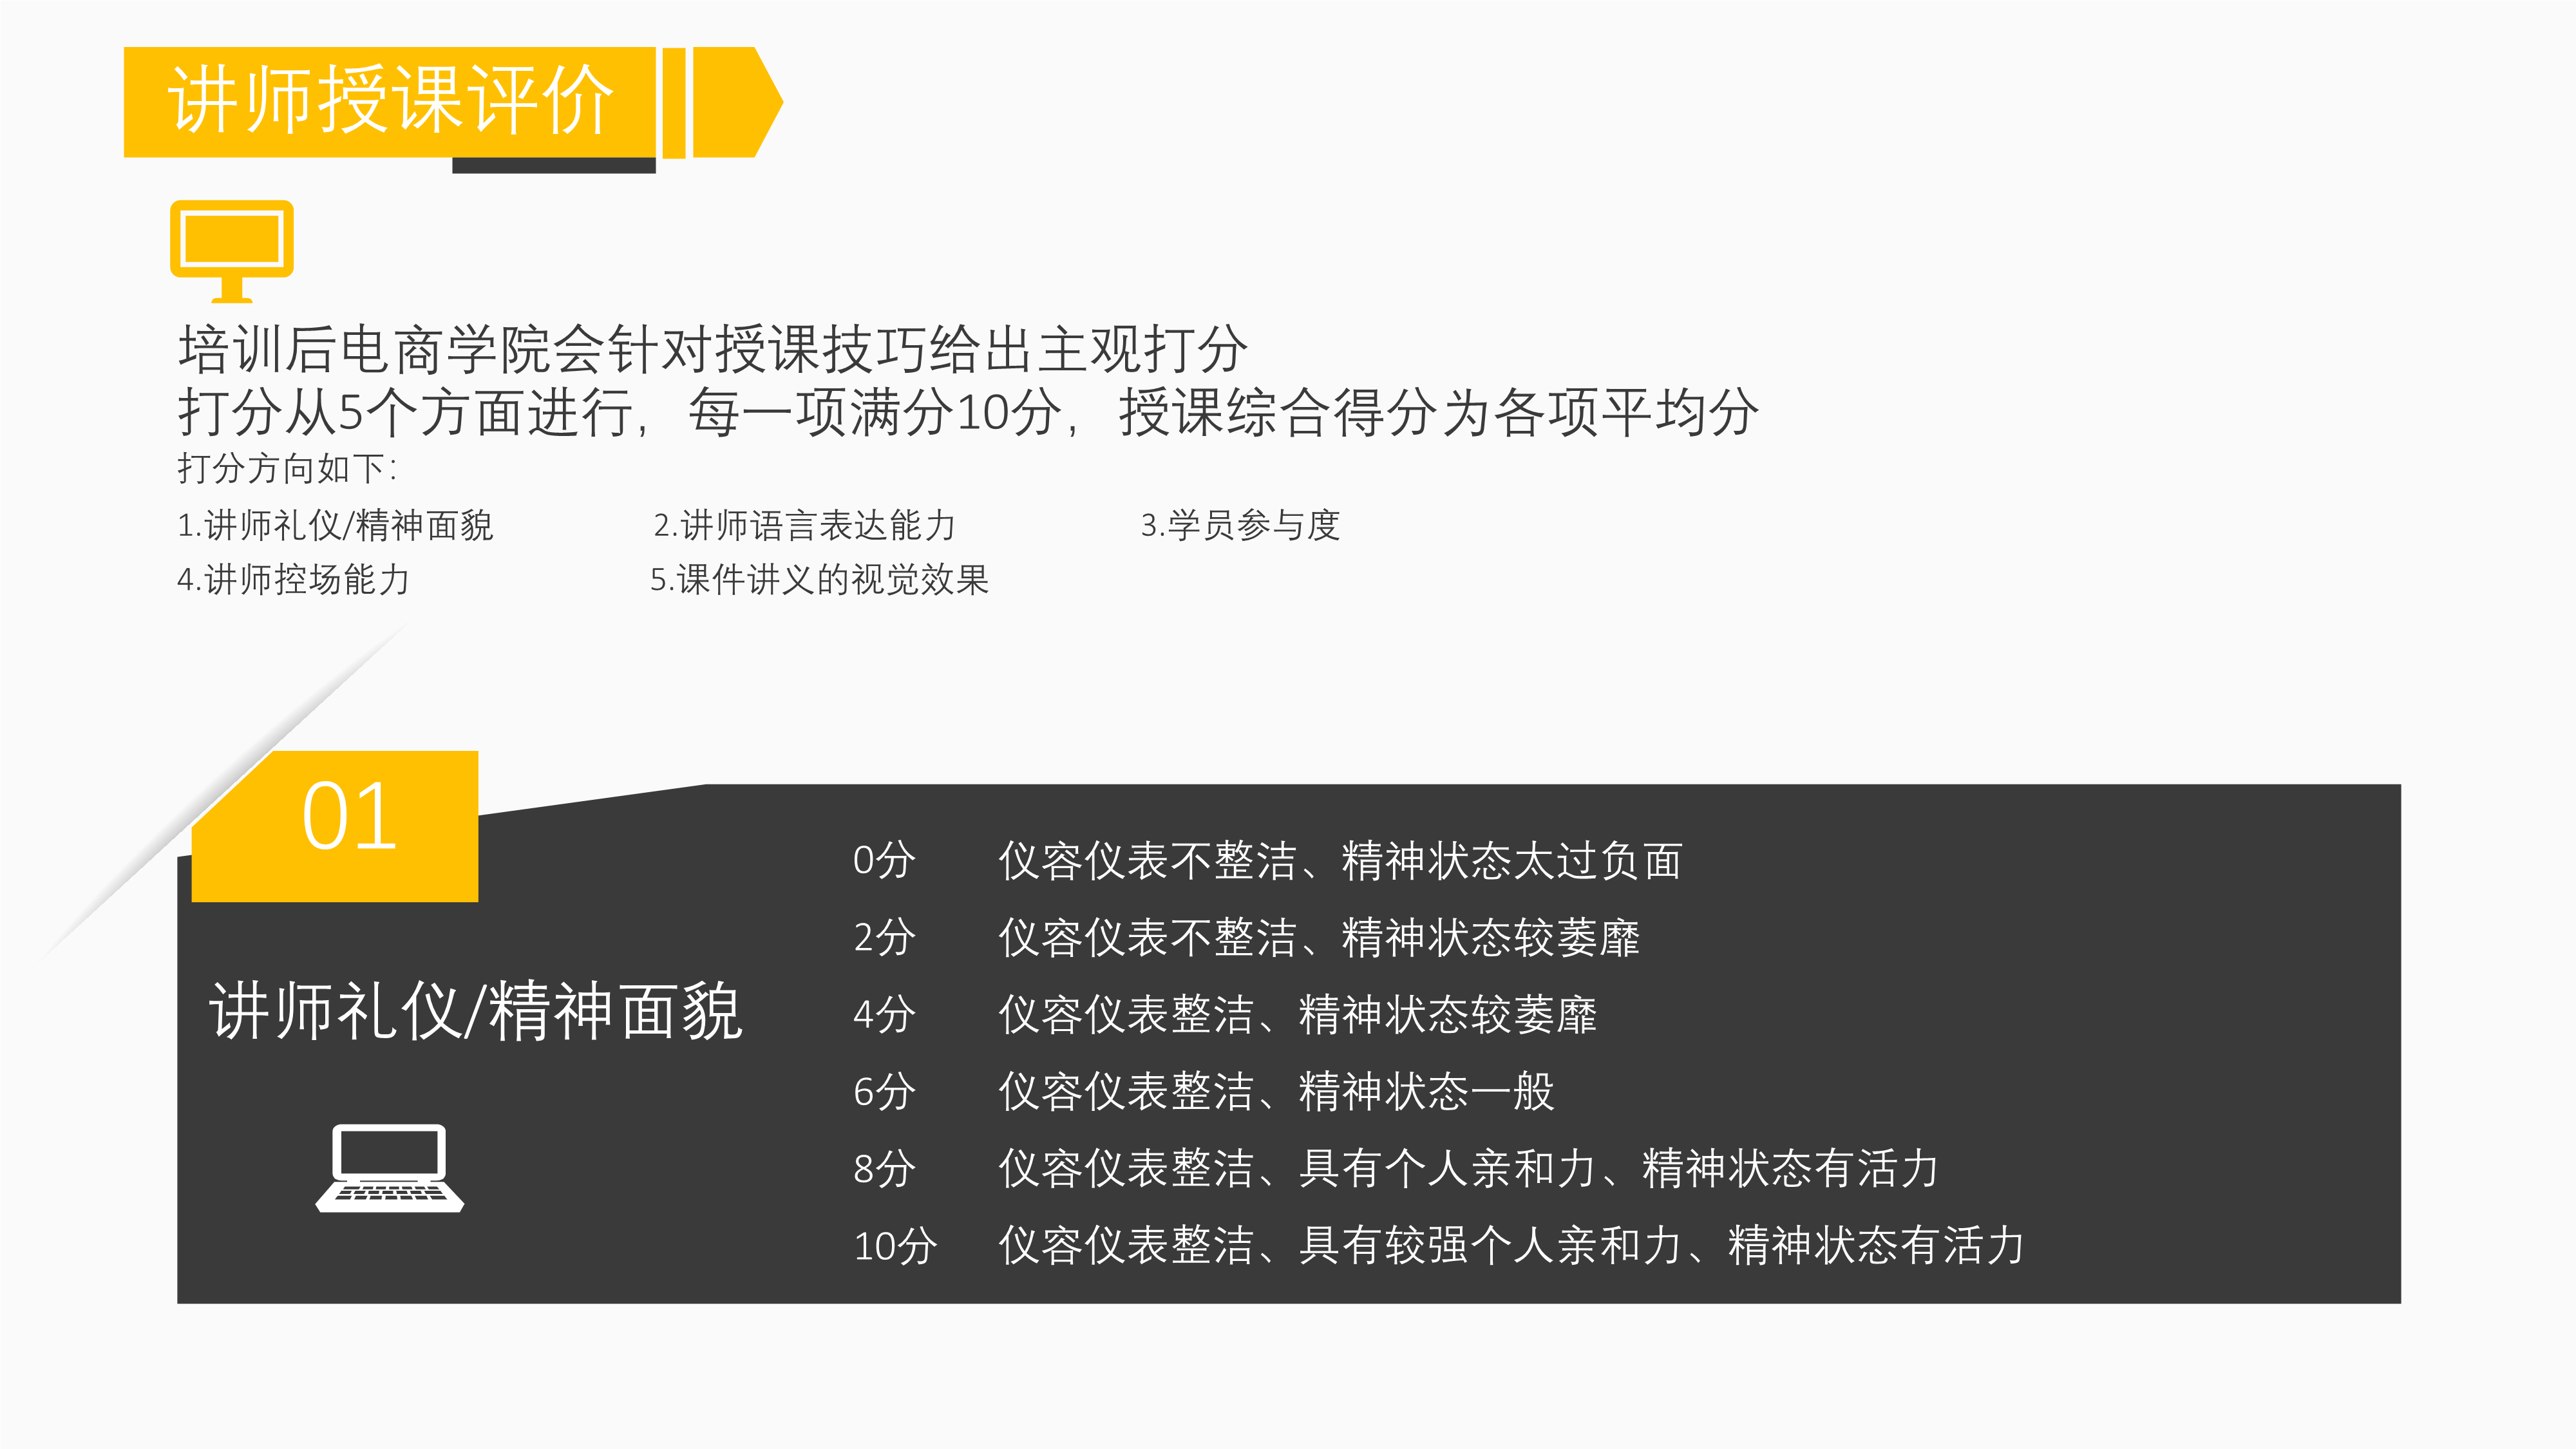 讲师授课评价
培训后电商学院会针对授课技巧给出主观打分
打分从5个方面进行，每一项满分10分，授课综合得分为各项平均分
打分方向如下：
1.讲师礼仪/精神面貌 2.讲师语言表达能力 3.学员参与度
4.讲师控场能力 5.课件讲义的视觉效果
01
讲师礼仪/精神面貌
0分 仪容仪表不整洁、精神状态太过负面
2分 仪容仪表不整洁、精神状态较萎靡
4分 仪容仪表整洁、精神状态较萎靡
6分 仪容仪表整洁、精神状态一般
8分 仪容仪表整洁、具有个人亲和力、精神状态有活力
10分 仪容仪表整洁、具有较强个人亲和力、精神状态有活力